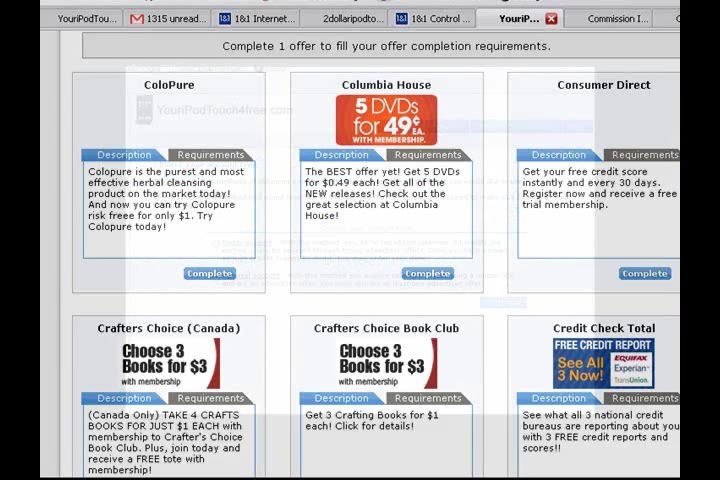 YouriPodTou...
1315 unread...
1&1 Internet...
2dollaripodto...
1&1 Control ...
YouriP...
Commission I...
Complete 1 offer to fill your offer completion requirements.
ColoPure
Description
Requirements
Colopure is the purest and most
effective herbal cleansing
product on the market today!
And now you can try Colopure
risk freee for only $1. Try
Colopure today!
Complete
Columbia House
5 DVDs
for 49¢
EA.
WITH MEMBERSHIP.
Description
Requirements
The BEST offer yet! Get 5 DVDs
for $0.49 each! Get all of the
NEW releases! Check out the
great selection at Columbia
House!
Complete
Consumer Direct
Description
Requirements
Get your free credit score
instantly and every 30 days.
Register now and receive a free
trial membership.
Complete
YouriPodTouch4free.com
Crafters Choice (Canada)
Choose 3
Books for $3
with membership
Description
Requirements
(Canada Only) TAKE 4 CRAFTS
BOOKS FOR JUST $1 EACH with
membership to Crafter's Choice
Book Club. Plus, join today and
receive a FREE tote with
membership!
Crafters Choice Book Club
Choose 3
Books for $3
with membership
Description
Requirements
Get 3 Crafting Books for $1
each! Click for details!
Credit Check Total
FREE CREDIT REPORT
See All
3 Now!
EQUIFAX
Experian
TransUnion
Description
Requirements
See what all 3 national credit
bureaus are reporting about you
with 3 FREE credit reports and
scores!!